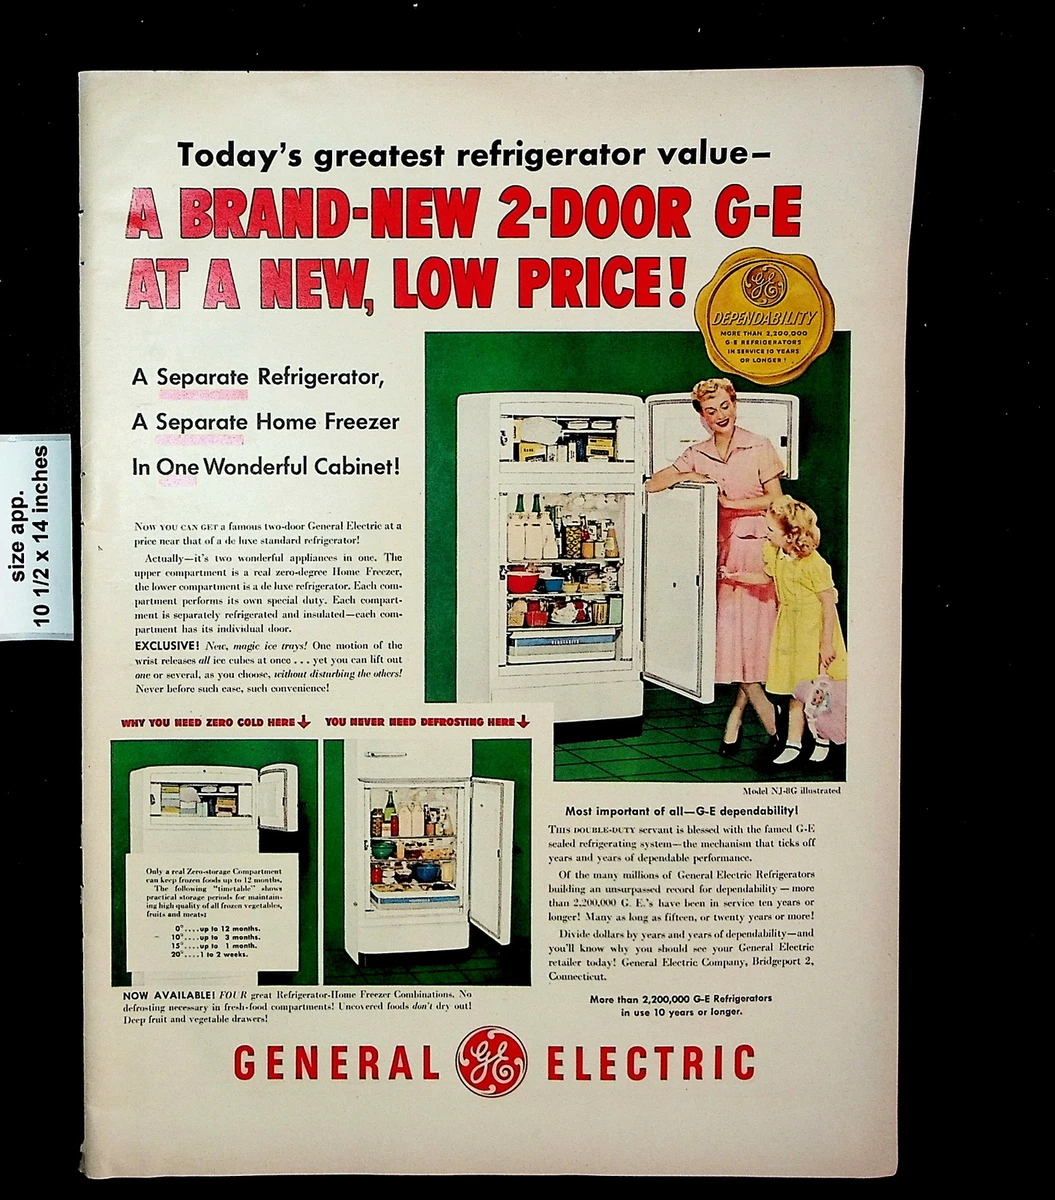 Today's greatest refrigerator value—
A BRAND-NEW 2-DOOR G-E
AT A NEW, LOW PRICE!
GE
DEPENDABILITY
MORE THAN 2,200,000
G-E REFRIGERATORS
IN SERVICE 10 YEARS
OR LONGER!
A Separate Refrigerator,
A Separate Home Freezer
In One Wonderful Cabinet!
size app.
10 1/2 x 14 inches
NOW YOU CAN GET a famous two-door General Electric at a
price near that of a de luxe standard refrigerator!
Actually—it's two wonderful appliances in one. The
upper compartment is a real zero-degree Home Freezer,
the lower compartment is a de luxe refrigerator. Each com-
partment performs its own special duty. Each compart-
ment is separately refrigerated and insulated—each com-
partment has its individual door.
EXCLUSIVE! New, magic ice trays! One motion of the
wrist releases all ice cubes at once . . . yet you can lift out
one or several, as you choose, without disturbing the others!
Never before such ease, such convenience!
WHY YOU NEED ZERO COLD HERE
YOU NEVER NEED DEFROSTING HERE
Only a real Zero-storage Compartment
can keep frozen foods up to 12 months.
The following "timetable" shows
practical storage periods for maintain-
ing high quality of all frozen vegetables,
fruits and meats:
0°....up to 12 months.
10°....up to 3 months.
15°....up to 1 month.
20°....1 to 2 weeks.
NOW AVAILABLE! FOUR great Refrigerator-Home Freezer Combinations. No
defrosting necessary in fresh-food compartments! Uncovered foods don't dry out!
Deep fruit and vegetable drawers!
Model NJ-8G illustrated
Most important of all—G-E dependability!
THIS DOUBLE-DUTY servant is blessed with the famed G-E
sealed refrigerating system—the mechanism that ticks off
years and years of dependable performance.
Of the many millions of General Electric Refrigerators
building an unsurpassed record for dependability—more
than 2,200,000 G. E.'s have been in service ten years or
longer! Many as long as fifteen, or twenty years or more!
Divide dollars by years and years of dependability—and
you'll know why you should see your General Electric
retailer today! General Electric Company, Bridgeport 2,
Connecticut.
More than 2,200,000 G-E Refrigerators
in use 10 years or longer.
GENERAL GE ELECTRIC